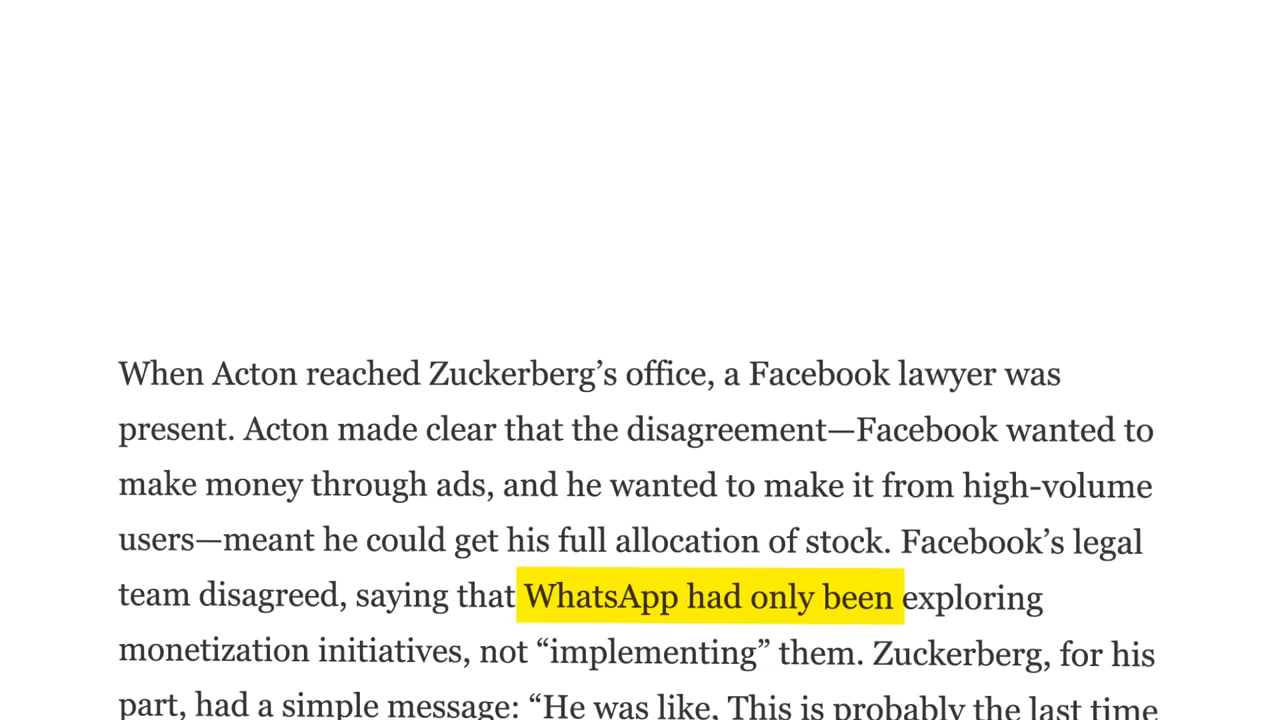 When Acton reached Zuckerberg’s office, a Facebook lawyer was
present. Acton made clear that the disagreement—Facebook wanted to
make money through ads, and he wanted to make it from high-volume
users—meant he could get his full allocation of stock. Facebook’s legal
team disagreed, saying that WhatsApp had only been exploring
monetization initiatives, not “implementing” them. Zuckerberg, for his
part, had a simple message: “He was like, This is probably the last time